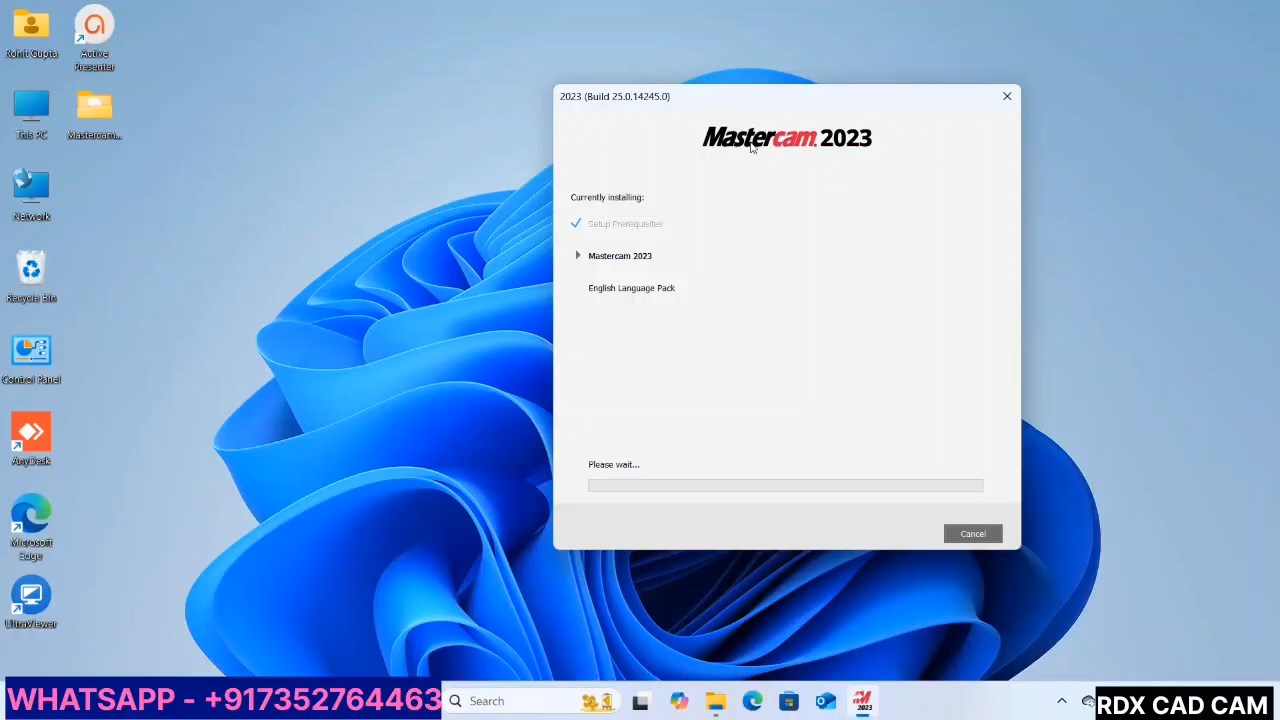 Rohit Gupta
Active
Presenter
This PC
Mastercam...
Network
Recycle Bin
Control Panel
AnyDesk
Microsoft
Edge
UltraViewer
2023 (Build 25.0.14245.0)
Mastercam. 2023
Currently installing:
Setup Prerequisites
Mastercam 2023
English Language Pack
Please wait...
Cancel
WHATSAPP - +917352764463
Search
2023
RDX CAD CAM